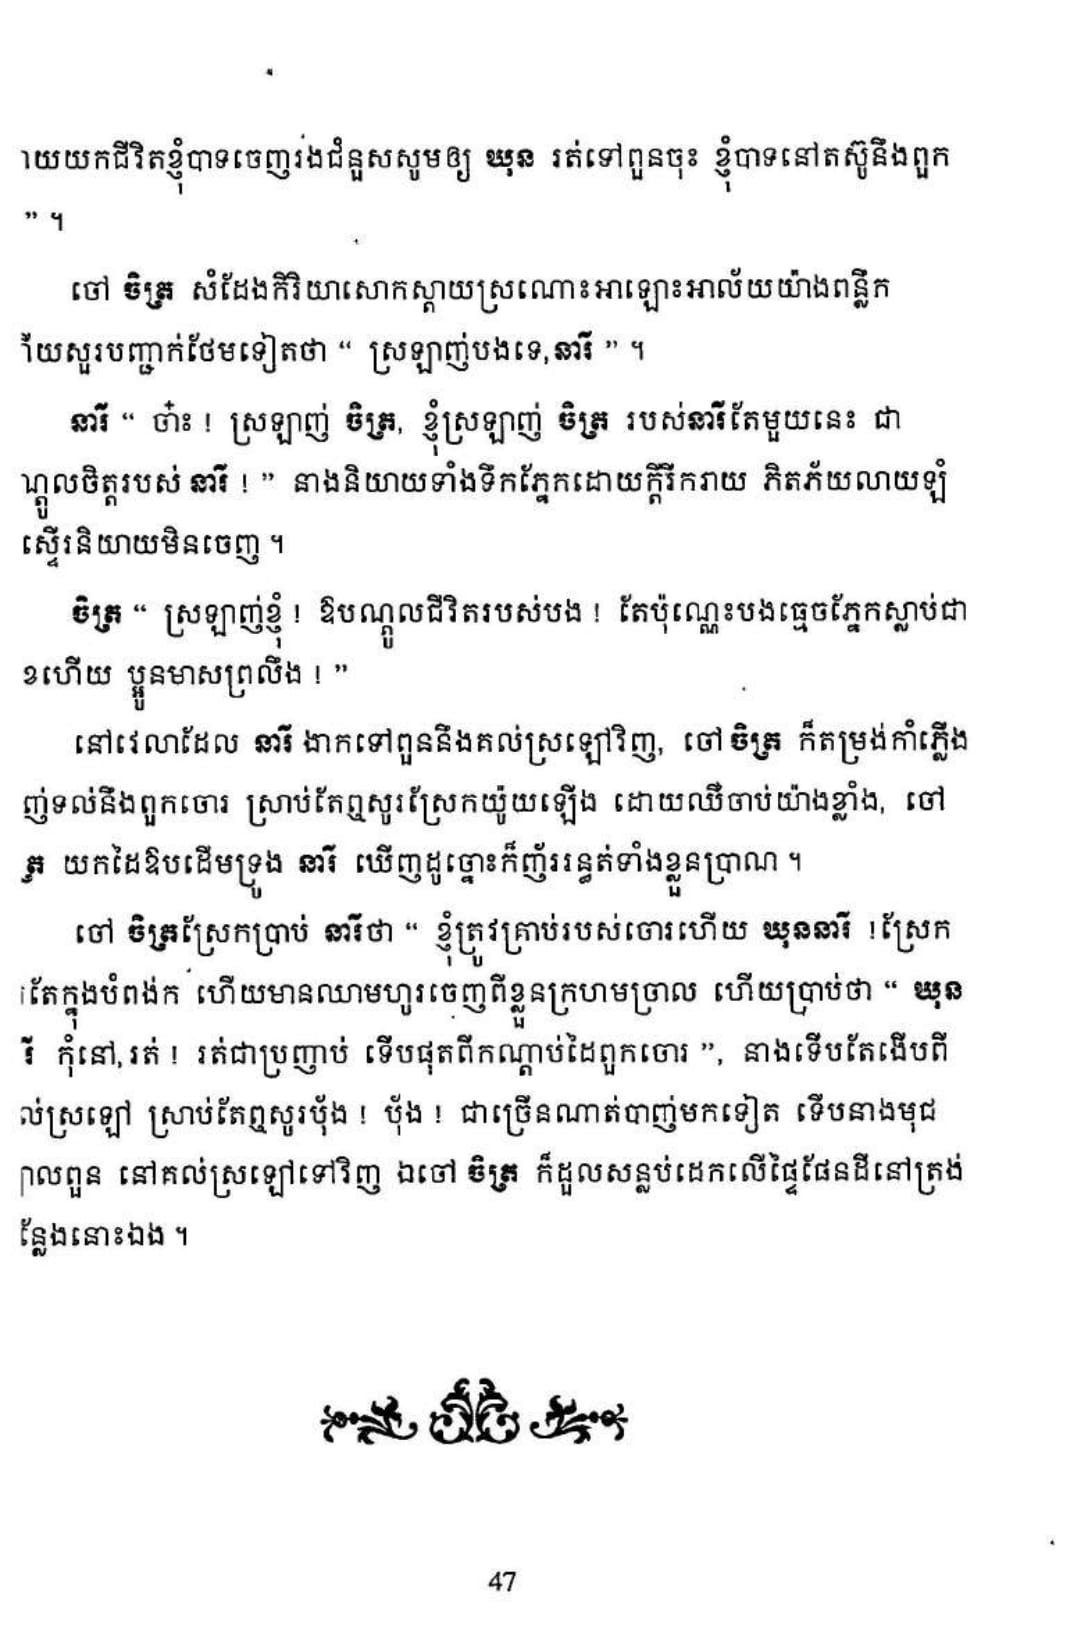 ាយយកជីវិតខ្ញុំបាទចេញរង់ជំនួសសូមឲ្យ ឃុន រត់ទៅពួនចុះ ខ្ញុំបាទនៅតស៊ូនឹងពួក
” ។
ចៅ ចិត្រ សំដែងកិរិយាសោកស្ដាយស្រណោះអាឡោះអាល័យយ៉ាងពន្លឹក
ាយសួរបញ្ជាក់ថែមទៀតថា “ ស្រឡាញ់បងទេ, នារី ” ។
នារី “ ចា៎ះ ! ស្រឡាញ់ ចិត្រ, ខ្ញុំស្រឡាញ់ ចិត្រ របស់នារីតែមួយនេះ ជា
ណ្ដូលចិត្តរបស់ នារី ! ” នាងនិយាយទាំងទឹកភ្នែកដោយក្ដីរីករាយ ភិតភ័យលាយឡំ
ស្ទើរនិយាយមិនចេញ ។
ចិត្រ “ ស្រឡាញ់ខ្ញុំ ! ឱបណ្ដូលជីវិតរបស់បង ! តែប៉ុណ្ណេះបងធ្មេចភ្នែកស្លាប់ជា
ខហើយ ប្អូនមាសព្រលឹង ! ”
នៅវេលាដែល នារី ងាកទៅពួននឹងគល់ស្រឡៅវិញ, ចៅ ចិត្រ ក៏តម្រង់កាំភ្លើង
ញ់ទល់នឹងពួកចោរ ស្រាប់តែឮសូរស្រែកយ៉ូយឡើង ដោយឈឺចាប់យ៉ាងខ្លាំង, ចៅ
ត្រ យកដៃឱបដើមទ្រូង នារី ឃើញដូច្នោះក៏ញ័ររន្ធត់ទាំងខ្លួនប្រាណ ។
ចៅ ចិត្រស្រែកប្រាប់ នារីថា “ ខ្ញុំត្រូវគ្រាប់របស់ចោរហើយ ឃុននារី !ស្រែក
តែក្នុងបំពង់ក ហើយមានឈាមហូរចេញពីខ្លួនក្រហមច្រាល ហើយប្រាប់ថា “ ឃុន
រី កុំនៅ, រត់ ! រត់ជាប្រញាប់ ទើបផុតពីកណ្ដាប់ដៃពួកចោរ ”, នាងទើបតែងើបពី
ល់ស្រឡៅ ស្រាប់តែឮសូរប៉ុ័ង ! ប៉ុ័ង ! ជាច្រើនណាត់បាញ់មកទៀត ទើបនាងមុជ
ាលពួន នៅគល់ស្រឡៅទៅវិញ ឯចៅ ចិត្រ ក៏ដួលសន្លប់ដេកលើផ្ទៃផែនដីនៅត្រង់
ន្លែងនោះឯង ។
47